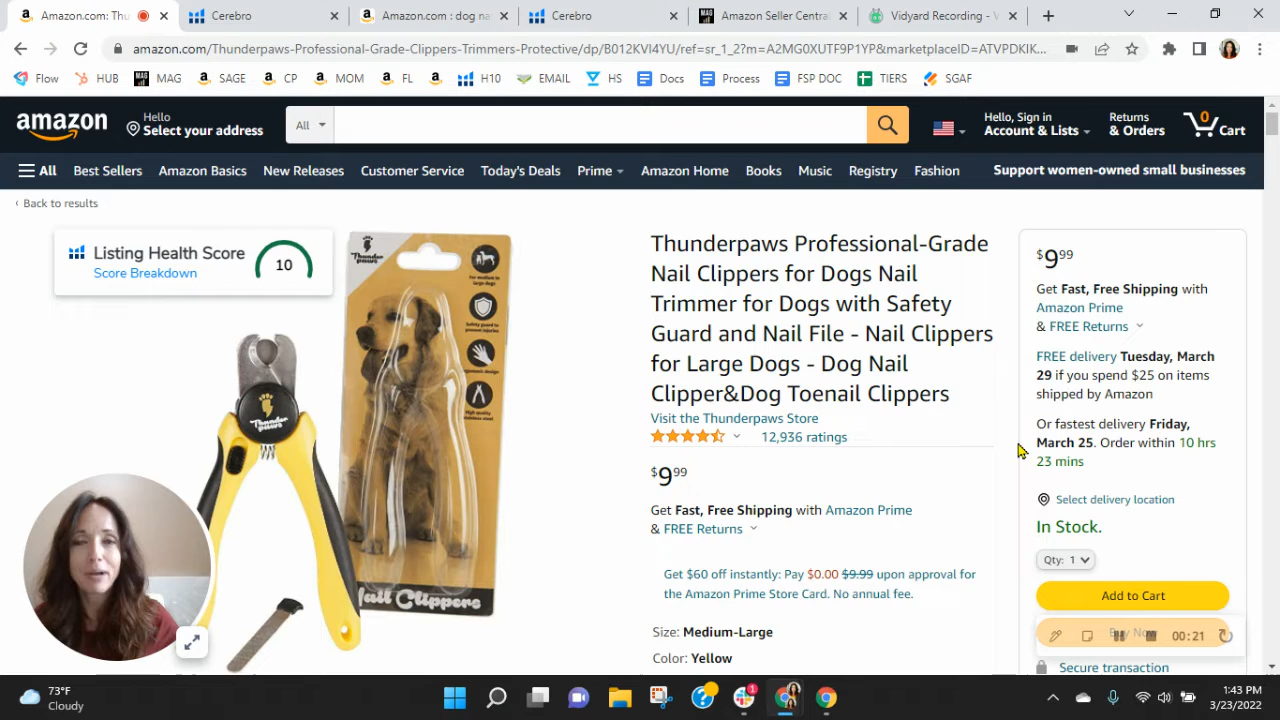 Amazon.com: Thu
Cerebro
Amazon.com : dog na
Cerebro
Amazon Seller Centra
Vidyard Recording - V
amazon.com/Thunderpaws-Professional-Grade-Clippers-Trimmers-Protective/dp/B012KVI4YU/ref=sr_1_2?m=A2MG0XUTF9P1YP&marketplaceID=ATVPDKIK...
Flow HUB MAG SAGE CP MOM FL H10 EMAIL HS Docs Process FSP DOC TIERS SGAF
amazon
Hello
Select your address
All
Hello, Sign in
Account & Lists
Returns
& Orders
0
Cart
All Best Sellers Amazon Basics New Releases Customer Service Today's Deals Prime Amazon Home Books Music Registry Fashion Support women-owned small businesses
‹ Back to results
Listing Health Score
Score Breakdown
10
Thunder
paws
Thunder
paws
Nail Clippers
Thunderpaws Professional-Grade
Nail Clippers for Dogs Nail
Trimmer for Dogs with Safety
Guard and Nail File - Nail Clippers
for Large Dogs - Dog Nail
Clipper&Dog Toenail Clippers
Visit the Thunderpaws Store
12,936 ratings
$9.99
Get Fast, Free Shipping with Amazon Prime
& FREE Returns
Get $60 off instantly: Pay $0.00 $9.99 upon approval for
the Amazon Prime Store Card. No annual fee.
Size: Medium-Large
Color: Yellow
$9.99
Get Fast, Free Shipping with
Amazon Prime
& FREE Returns
FREE delivery Tuesday, March
29 if you spend $25 on items
shipped by Amazon
Or fastest delivery Friday,
March 25. Order within 10 hrs
23 mins
Select delivery location
In Stock.
Qty: 1
Add to Cart
Buy Now
00:21
Secure transaction
73°F
Cloudy
1
1:43 PM
3/23/2022